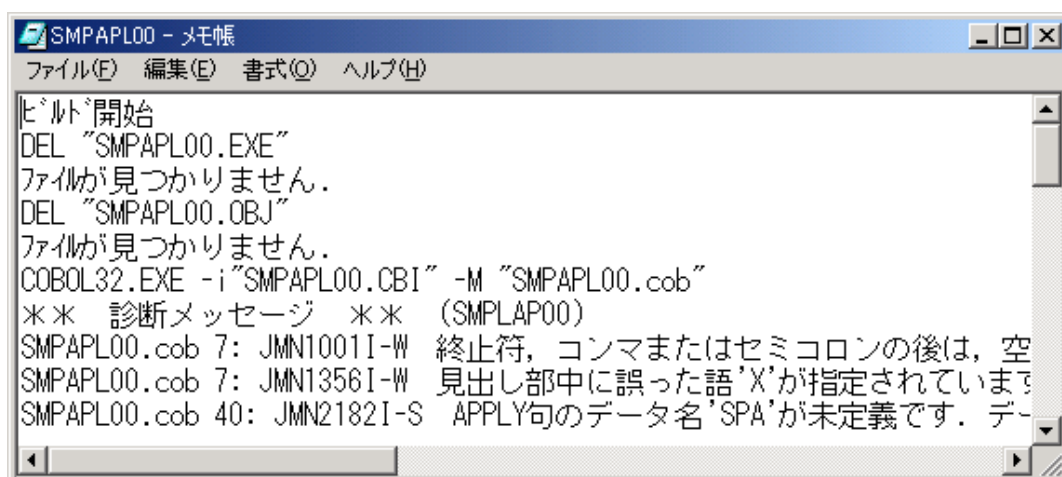 SMPAPL00 - メモ帳
ファイル(F) 編集(E) 書式(O) ヘルプ(H)
ﾋﾞﾙﾄﾞ開始
DEL "SMPAPL00.EXE"
ﾌｧｲﾙが見つかりません.
DEL "SMPAPL00.OBJ"
ﾌｧｲﾙが見つかりません.
COBOL32.EXE -i"SMPAPL00.CBI" -M "SMPAPL00.cob"
** 診断メッセージ ** (SMPLAP00)
SMPAPL00.cob 7: JMN1001I-W 終止符，コンマまたはセミコロンの後は，空
SMPAPL00.cob 7: JMN1356I-W 見出し部中に誤った語'X'が指定されています
SMPAPL00.cob 40: JMN2182I-S APPLY句のデータ名'SPA'が未定義です．デー